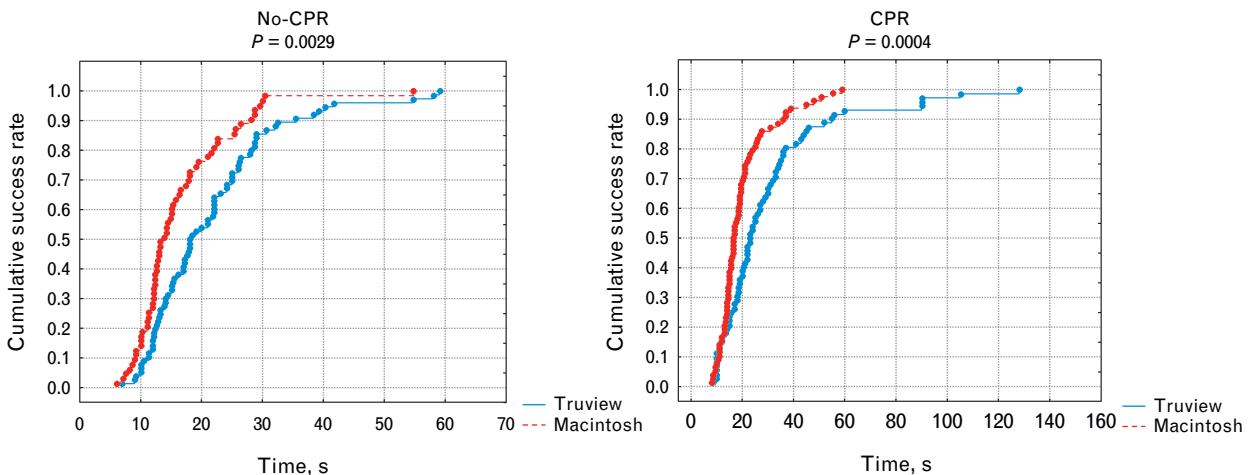 No-CPR
P = 0.0029
Cumulative success rate
1.0
0.9
0.8
0.7
0.6
0.5
0.4
0.3
0.2
0.1
0.0
0 10 20 30 40 50 60 70
Time, s
Truview
Macintosh
CPR
P = 0.0004
Cumulative success rate
1.0
0.9
0.8
0.7
0.6
0.5
0.4
0.3
0.2
0.1
0.0
0 20 40 60 80 100 120 140 160
Time, s
Truview
Macintosh